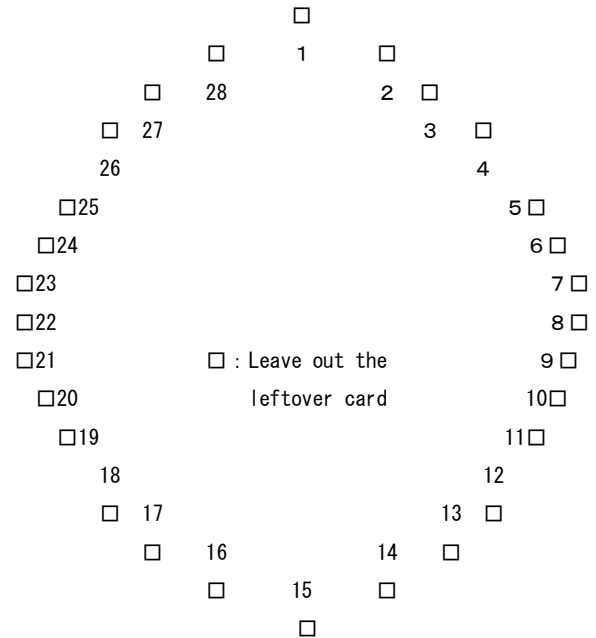 □
□ 1 □
□ 28 2 □
□ 27 3 □
26 4
□25 5□
□24 6□
□23 7□
□22 8□
□21 □ : Leave out the 9□
□20 leftover card 10□
□19 11□
18 12
□ 17 13 □
□ 16 14 □
□ 15 □
□